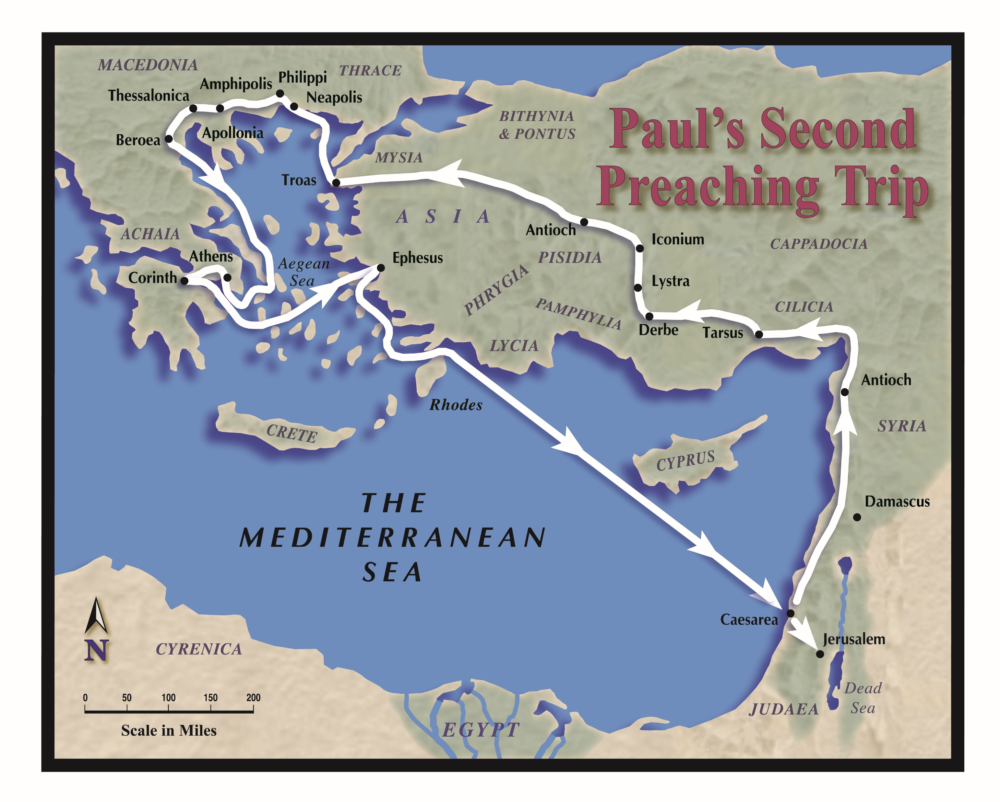 MACEDONIA
THRACE
Philippi
Amphipolis
Thessalonica
Neapolis
BITHYNIA
& PONTUS
Paul’s Second
Preaching Trip
Apollonia
Beroea
MYSIA
Troas
A S I A
Antioch
Iconium
ACHAIA
CAPPADOCIA
Athens
Aegean
Sea
Ephesus
PISIDIA
Corinth
PHRYGIA
Lystra
PAMPHYLIA
CILICIA
Derbe
Tarsus
LYCIA
Antioch
Rhodes
CRETE
SYRIA
CYPRUS
THE
MEDITERRANEAN
SEA
Damascus
Caesarea
Jerusalem
N
CYRENICA
Dead
Sea
JUDAEA
EGYPT
0 50 100 150 200
Scale in Miles